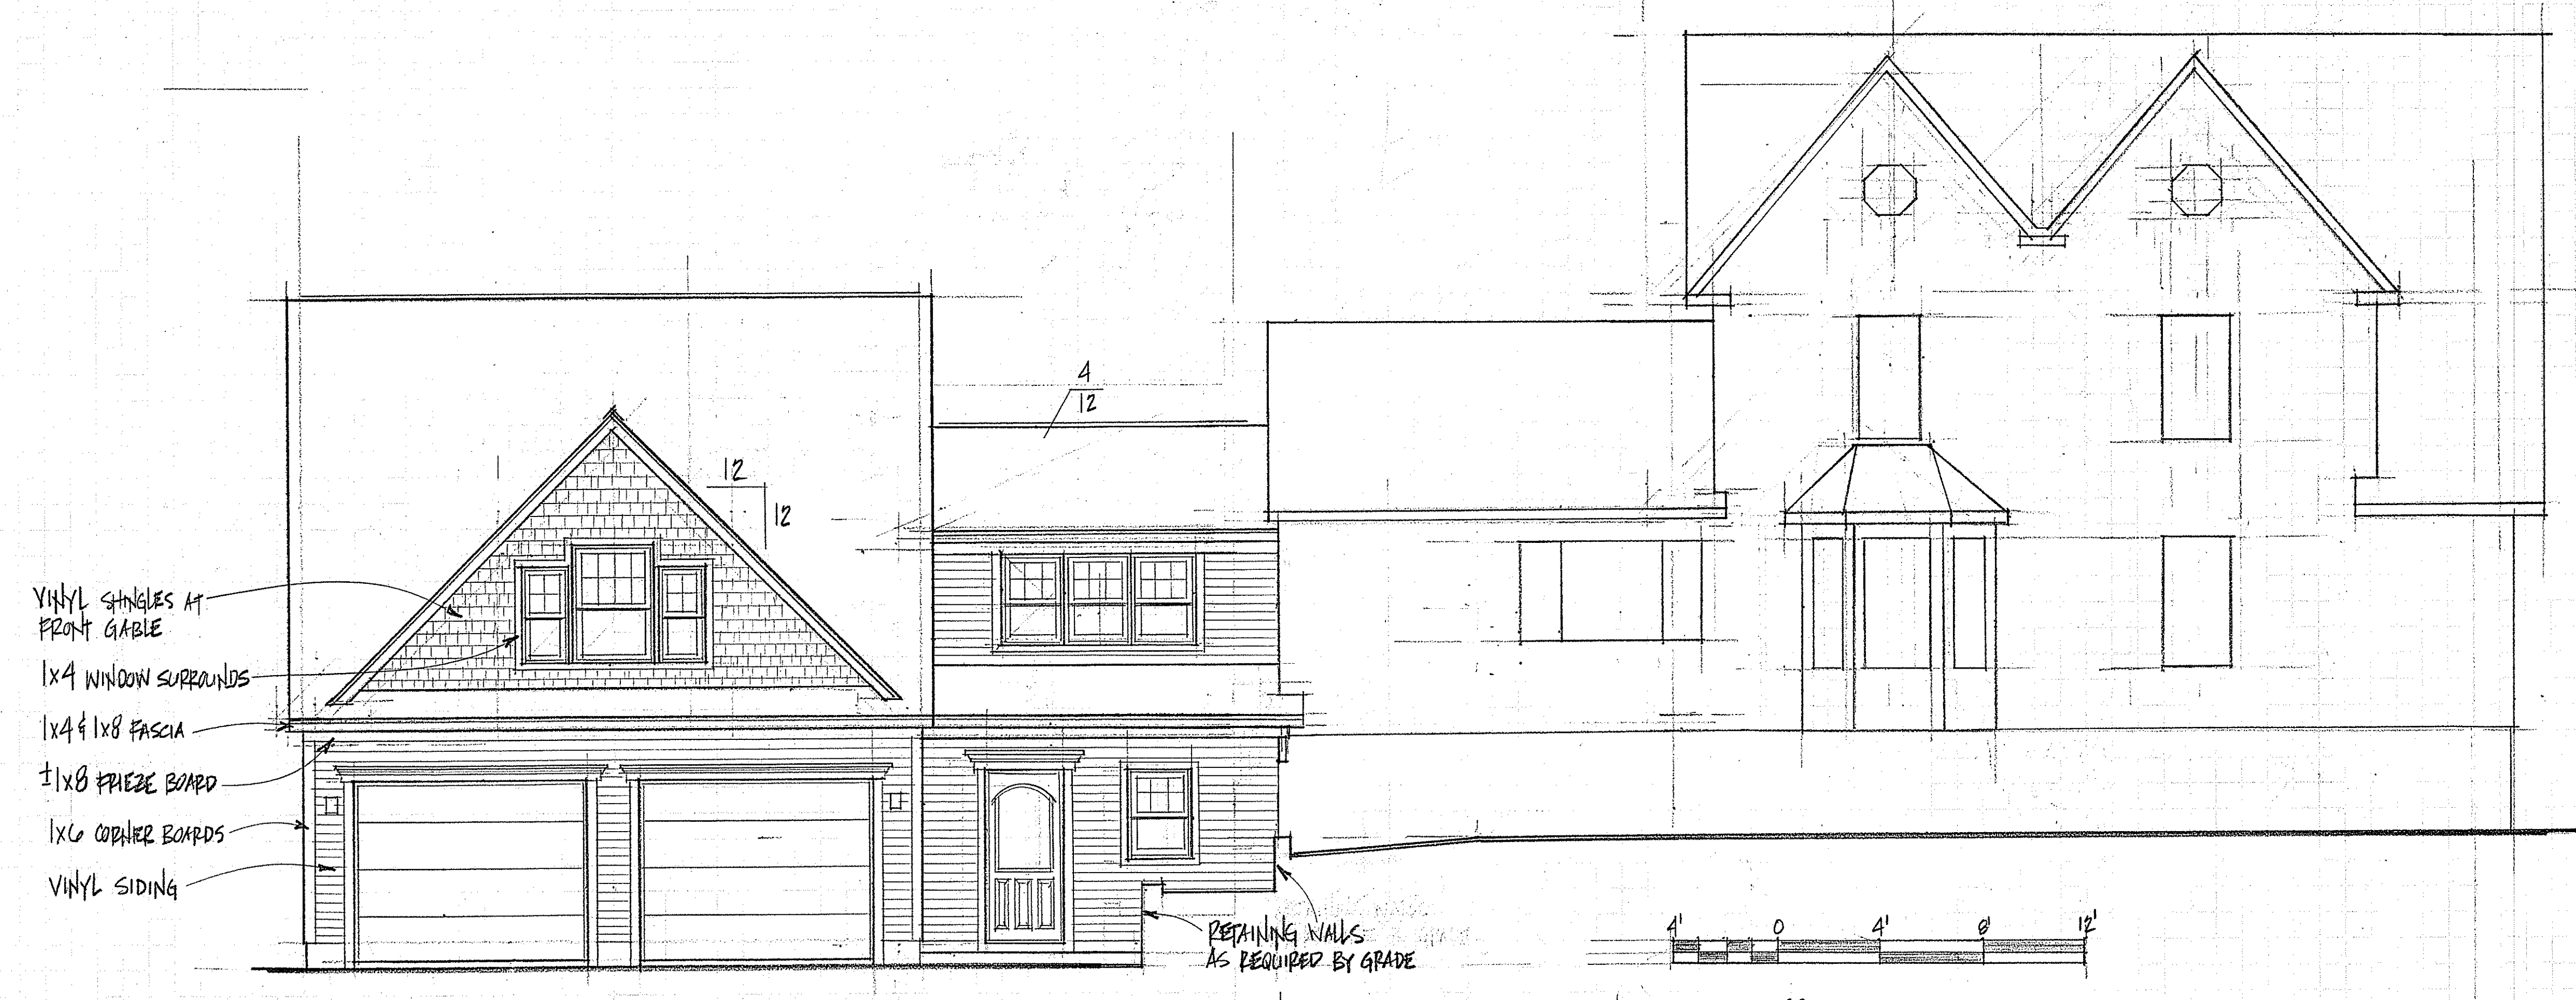 4
12
12
12
VINYL SHNGLES AT
FRONT GABLE
1x4 WINDOW SURROUNDS
1x4 & 1x8 FASCIA
±1x8 FRIEZE BOARD
1x6 CORNER BOARDS
VINYL SIDING
RETAINING WALLS
AS REQUIRED BY GRADE
4' 0 4' 8' 12'